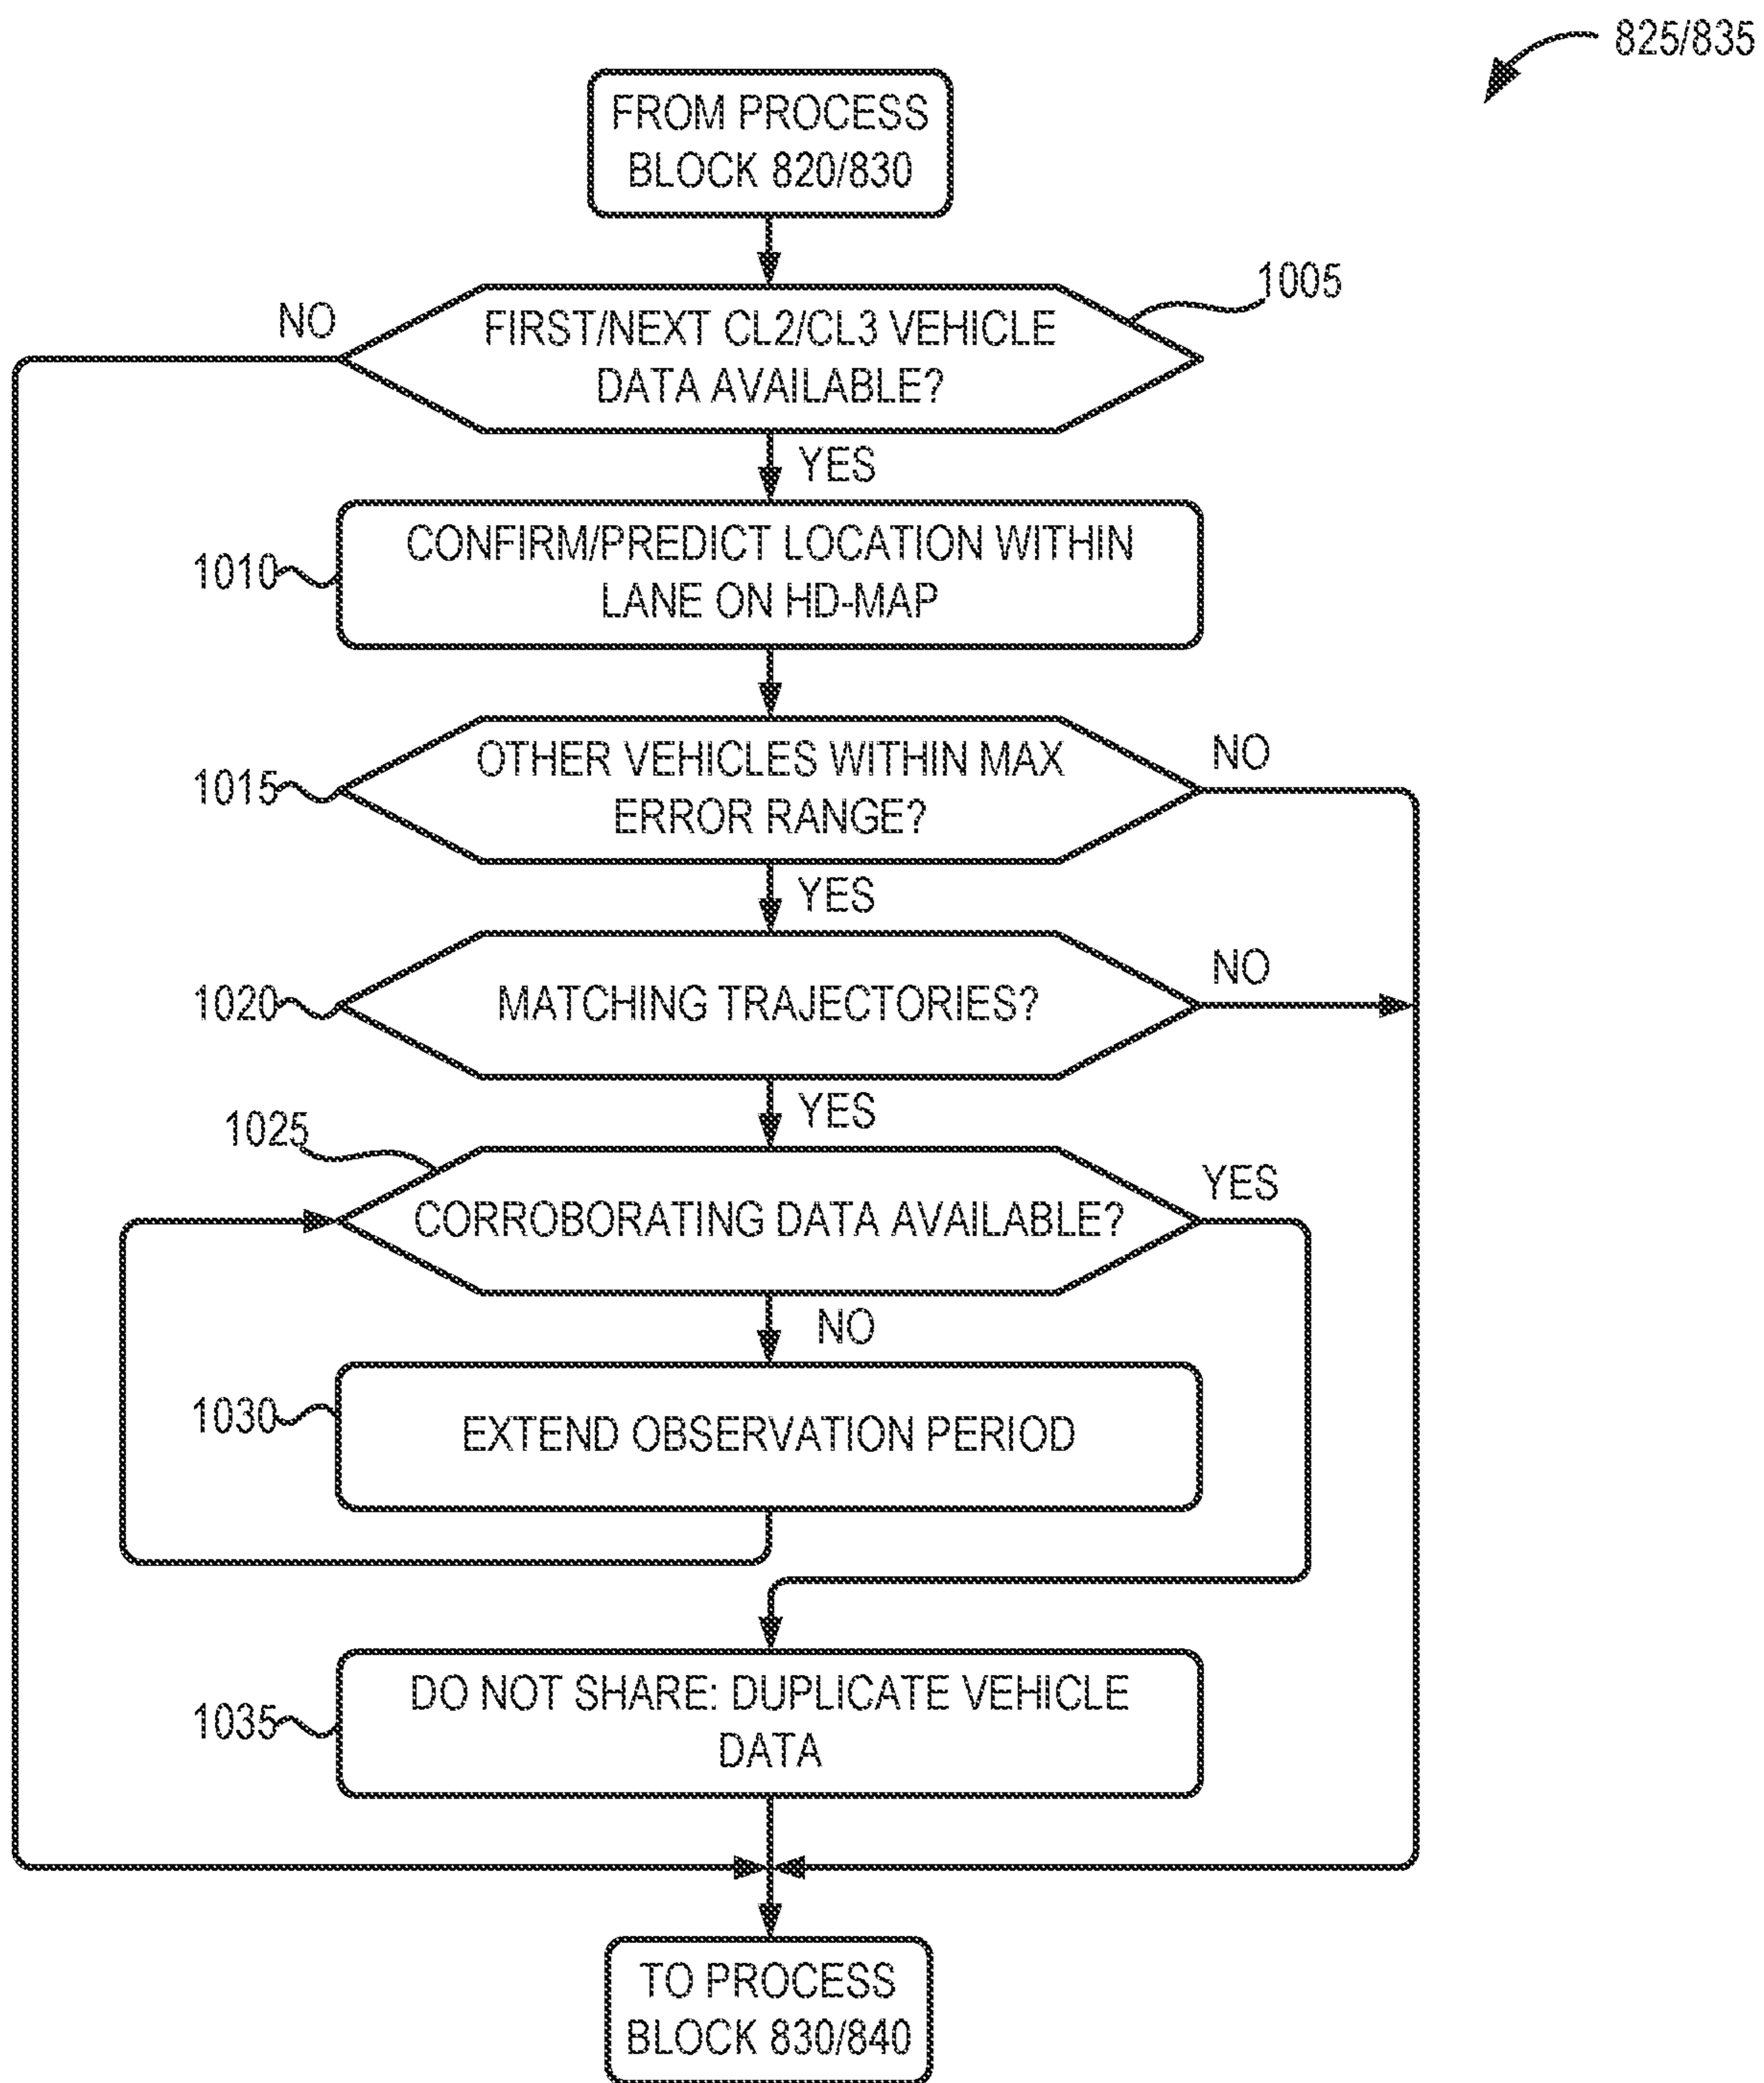 825/835
FROM PROCESS
BLOCK 820/830
1005
NO
FIRST/NEXT CL2/CL3 VEHICLE
DATA AVAILABLE?
YES
1010
CONFIRM/PREDICT LOCATION WITHIN
LANE ON HD-MAP
1015
OTHER VEHICLES WITHIN MAX
ERROR RANGE?
NO
YES
1020
MATCHING TRAJECTORIES?
NO
YES
1025
CORROBORATING DATA AVAILABLE?
YES
NO
1030
EXTEND OBSERVATION PERIOD
1035
DO NOT SHARE: DUPLICATE VEHICLE
DATA
TO PROCESS
BLOCK 830/840